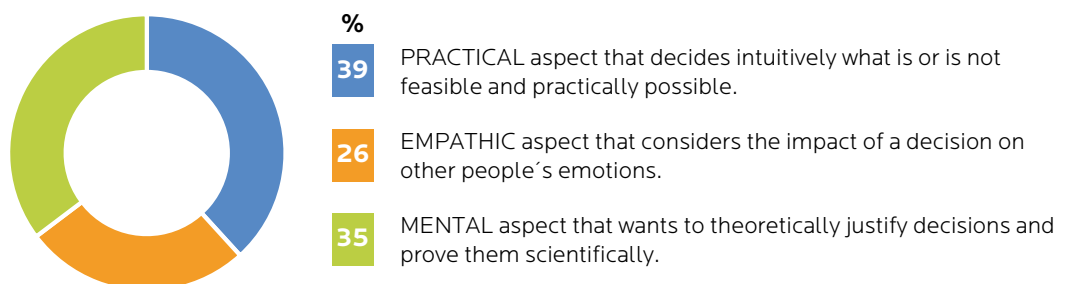 %
39
PRACTICAL aspect that decides intuitively what is or is not
feasible and practically possible.
26
EMPATHIC aspect that considers the impact of a decision on
other people´s emotions.
35
MENTAL aspect that wants to theoretically justify decisions and
prove them scientifically.